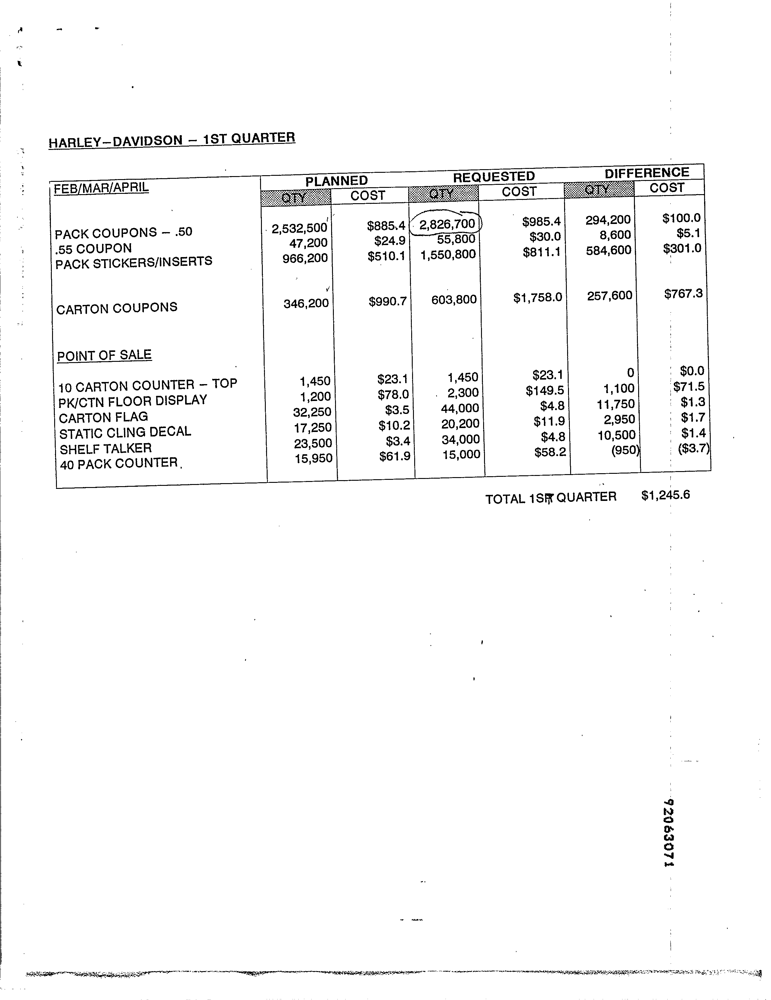 HARLEY-DAVIDSON - 1ST QUARTER
FEB/MAR/APRIL PLANNED REQUESTED DIFFERENCE
QTY COST QTY COST QTY COST
PACK COUPONS - .50 2,532,500 $885.4 2,826,700 $985.4 294,200 $100.0
.55 COUPON 47,200 $24.9 55,800 $30.0 8,600 $5.1
PACK STICKERS/INSERTS 966,200 $510.1 1,550,800 $811.1 584,600 $301.0
CARTON COUPONS 346,200 $990.7 603,800 $1,758.0 257,600 $767.3
POINT OF SALE
10 CARTON COUNTER - TOP 1,450 $23.1 1,450 $23.1 0 $0.0
PK/CTN FLOOR DISPLAY 1,200 $78.0 2,300 $149.5 1,100 $71.5
CARTON FLAG 32,250 $3.5 44,000 $4.8 11,750 $1.3
STATIC CLING DECAL 17,250 $10.2 20,200 $11.9 2,950 $1.7
SHELF TALKER 23,500 $3.4 34,000 $4.8 10,500 $1.4
40 PACK COUNTER 15,950 $61.9 15,000 $58.2 (950) ($3.7)
TOTAL 1ST QUARTER $1,245.6
92063071